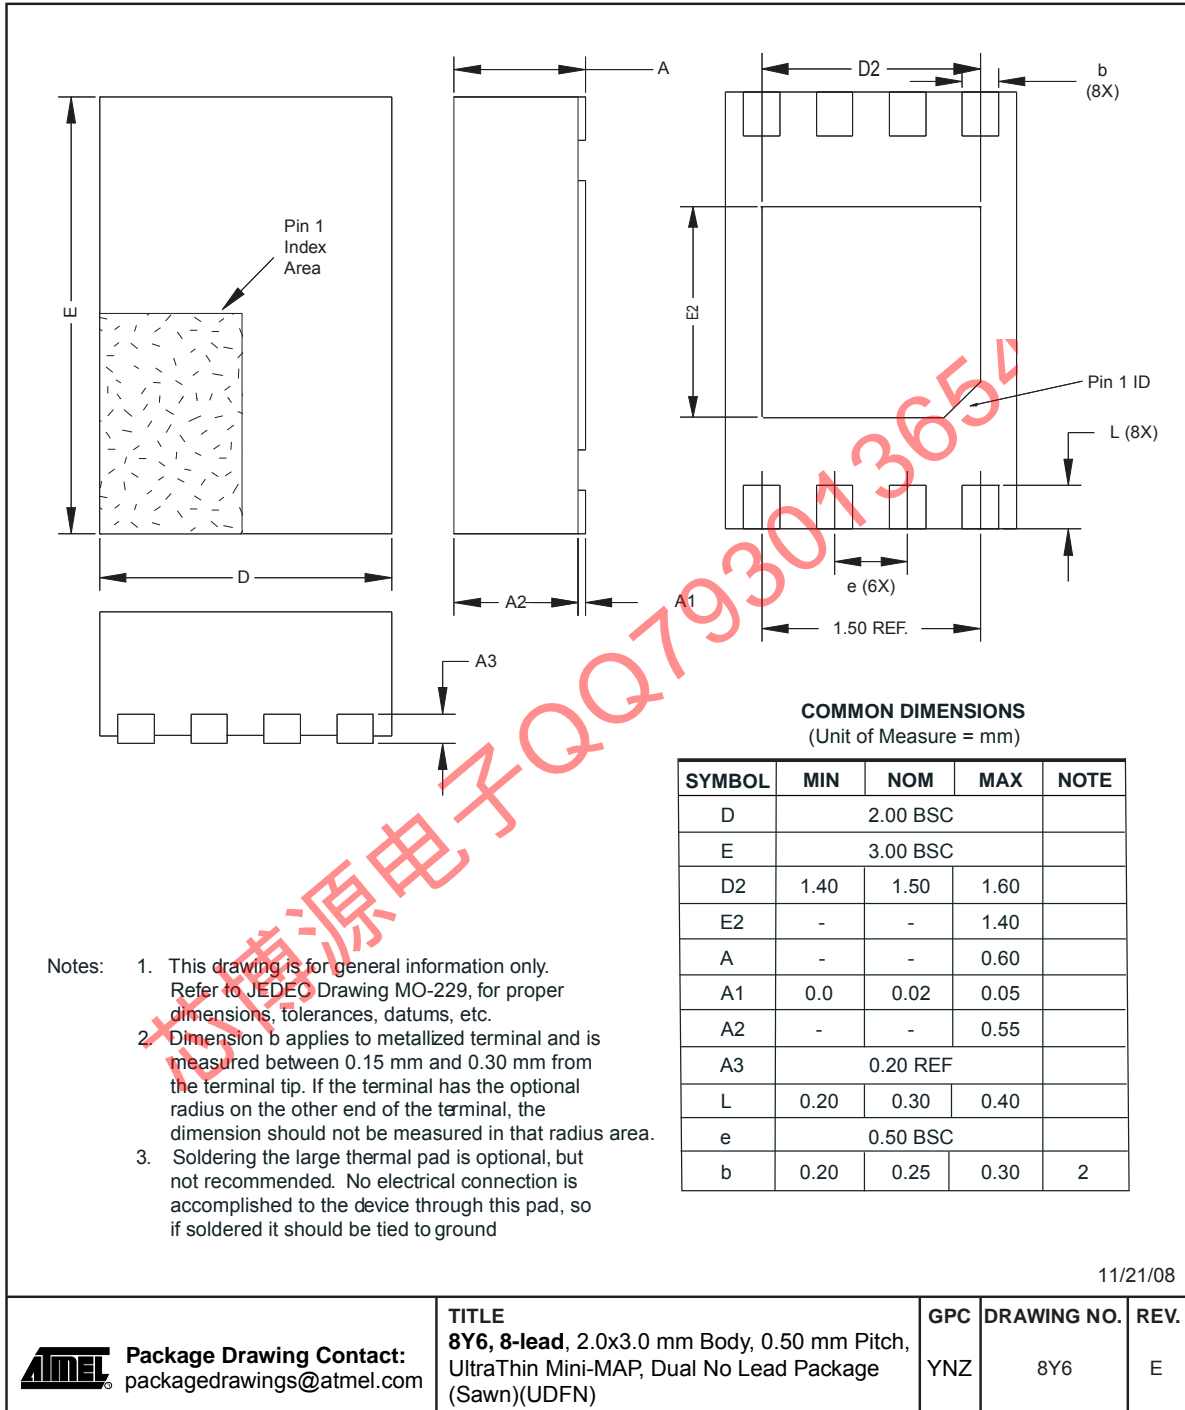 A
D2
b
(8X)
Pin 1
Index
Area
E
E2
Pin 1 ID
L (8X)
D
A2
A1
e (6X)
1.50 REF.
A3
芯博源电子QQ793013654
COMMON DIMENSIONS
(Unit of Measure = mm)
SYMBOL MIN NOM MAX NOTE
D 2.00 BSC
E 3.00 BSC
D2 1.40 1.50 1.60
E2 - - 1.40
A - - 0.60
A1 0.0 0.02 0.05
A2 - - 0.55
A3 0.20 REF
L 0.20 0.30 0.40
e 0.50 BSC
b 0.20 0.25 0.30 2
Notes: 1. This drawing is for general information only.
Refer to JEDEC Drawing MO-229, for proper
dimensions, tolerances, datums, etc.
2. Dimension b applies to metallized terminal and is
measured between 0.15 mm and 0.30 mm from
the terminal tip. If the terminal has the optional
radius on the other end of the terminal, the
dimension should not be measured in that radius area.
3. Soldering the large thermal pad is optional, but
not recommended. No electrical connection is
accomplished to the device through this pad, so
if soldered it should be tied to ground
11/21/08
ATMEL
Package Drawing Contact:
packagedrawings@atmel.com
TITLE
8Y6, 8-lead, 2.0x3.0 mm Body, 0.50 mm Pitch,
UltraThin Mini-MAP, Dual No Lead Package
(Sawn)(UDFN)
GPC
YNZ
DRAWING NO.
8Y6
REV.
E